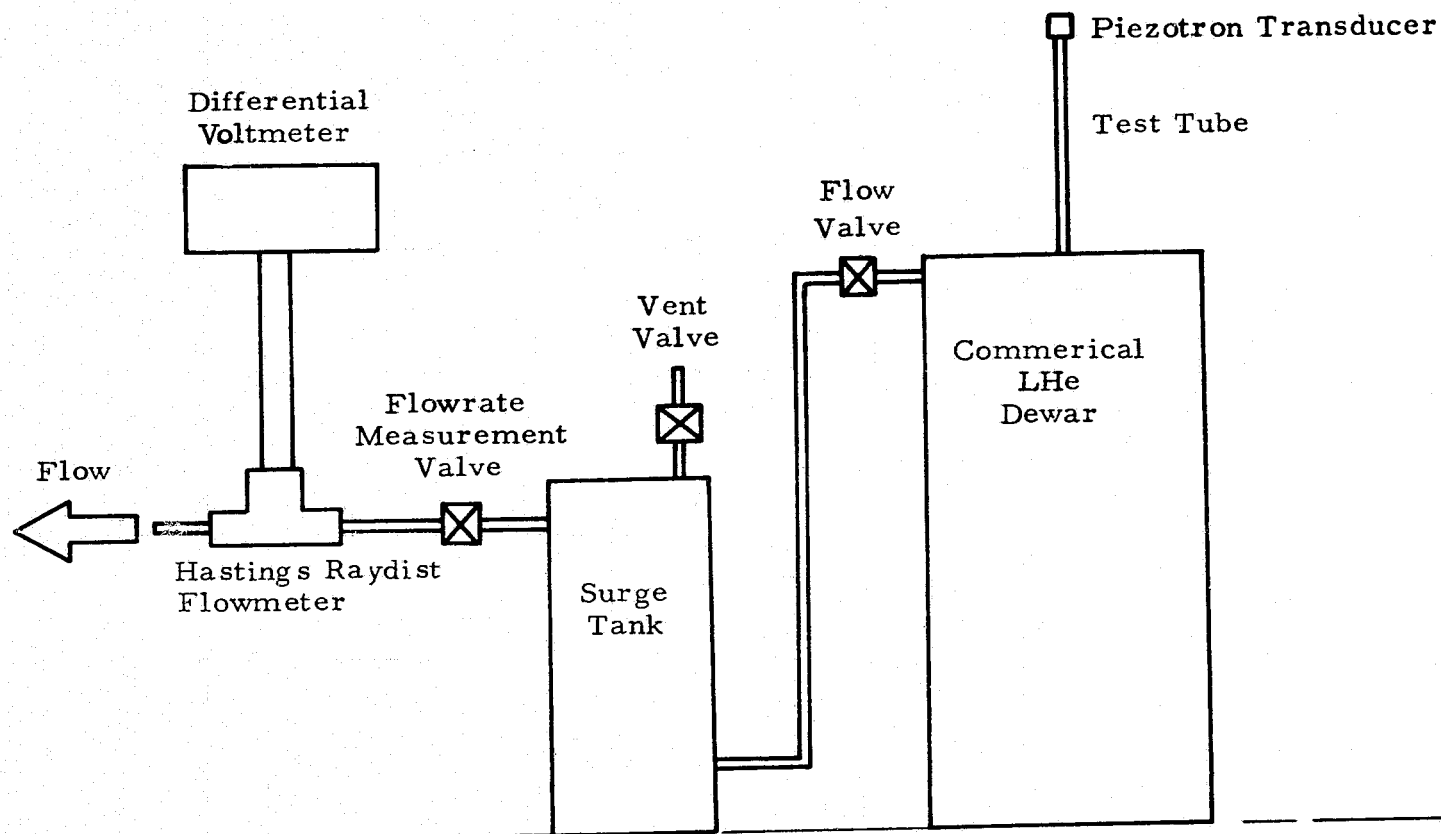 Piezotron Transducer
Differential
Voltmeter
Test Tube
Flow
Valve
Vent
Valve
Commerical
LHe
Dewar
Flowrate
Measurement
Valve
Flow
Hastings Raydist
Flowmeter
Surge
Tank